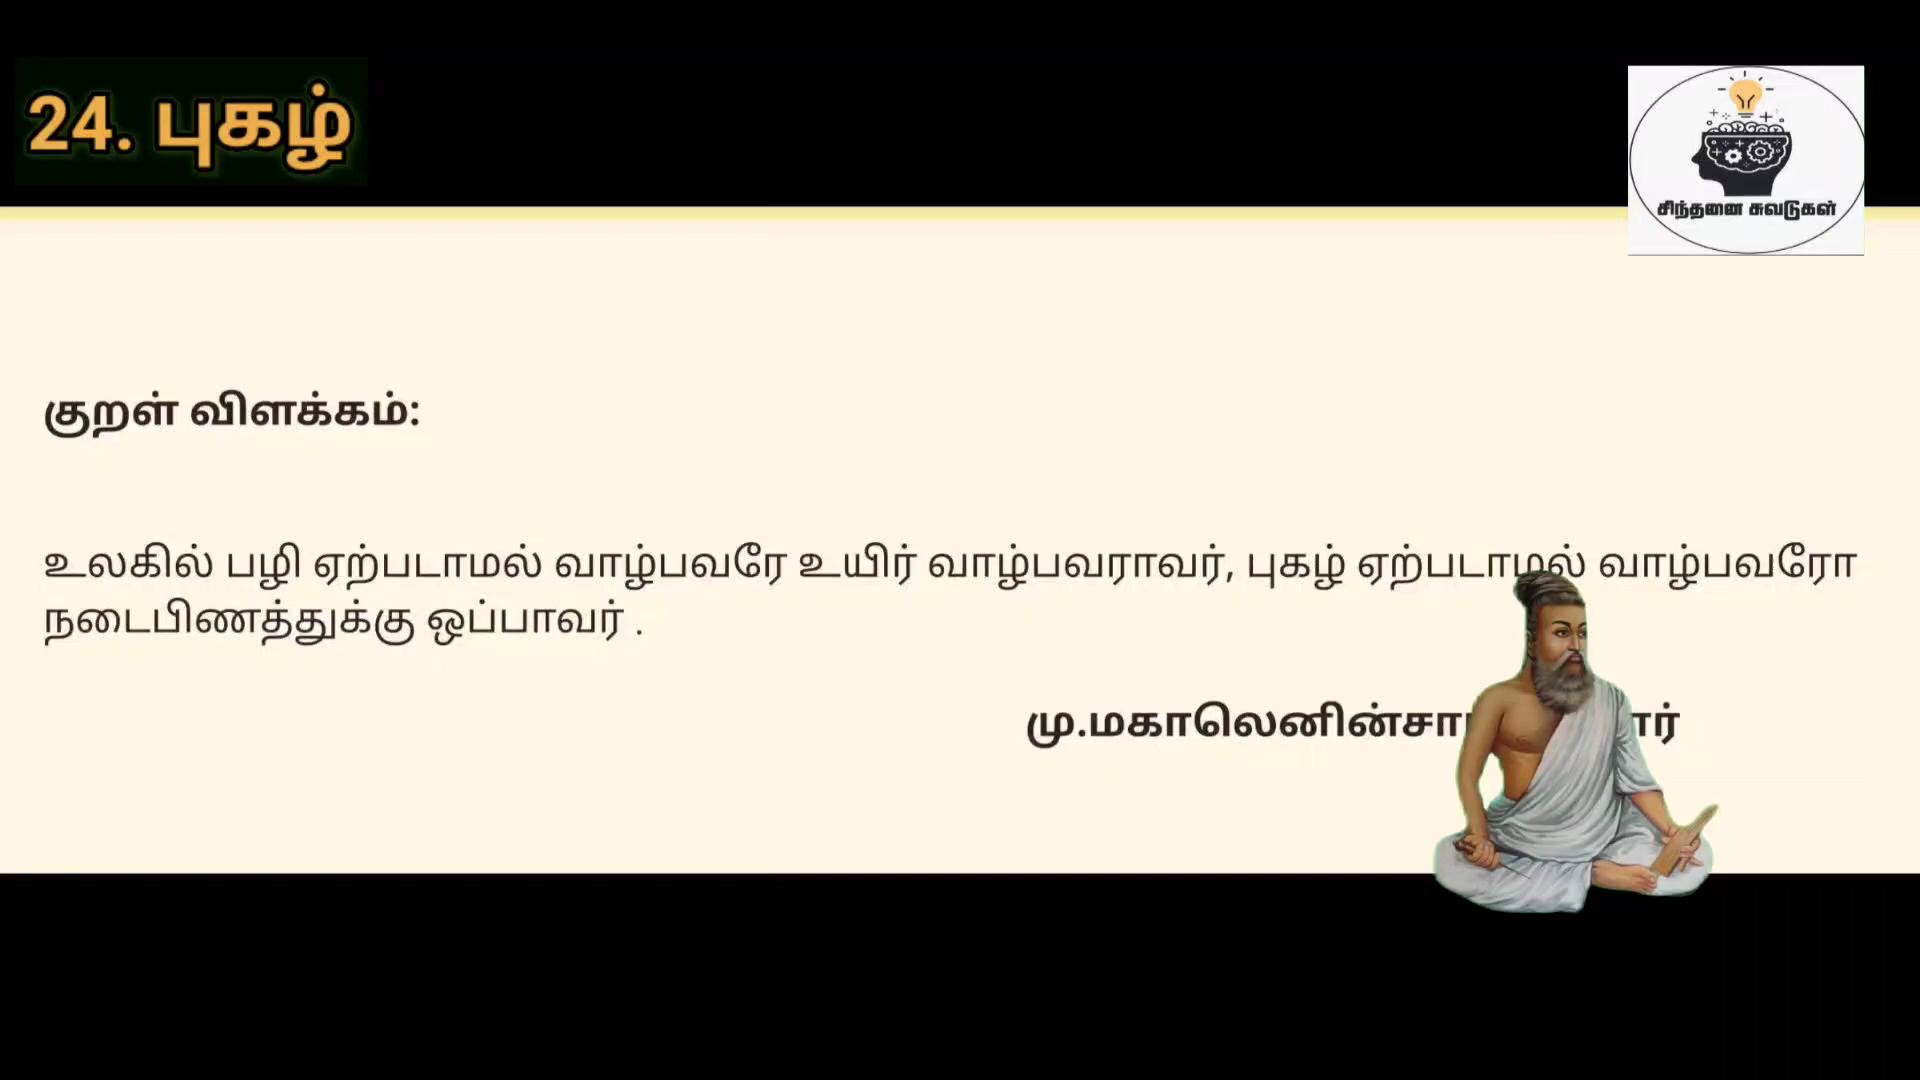 24. புகழ்
சிந்தனை சுவடுகள்
குறள் விளக்கம்:
உலகில் பழி ஏற்படாமல் வாழ்பவரே உயிர் வாழ்பவராவர், புகழ் ஏற்படாமல் வாழ்பவரோ
நடைபிணத்துக்கு ஒப்பாவர் .